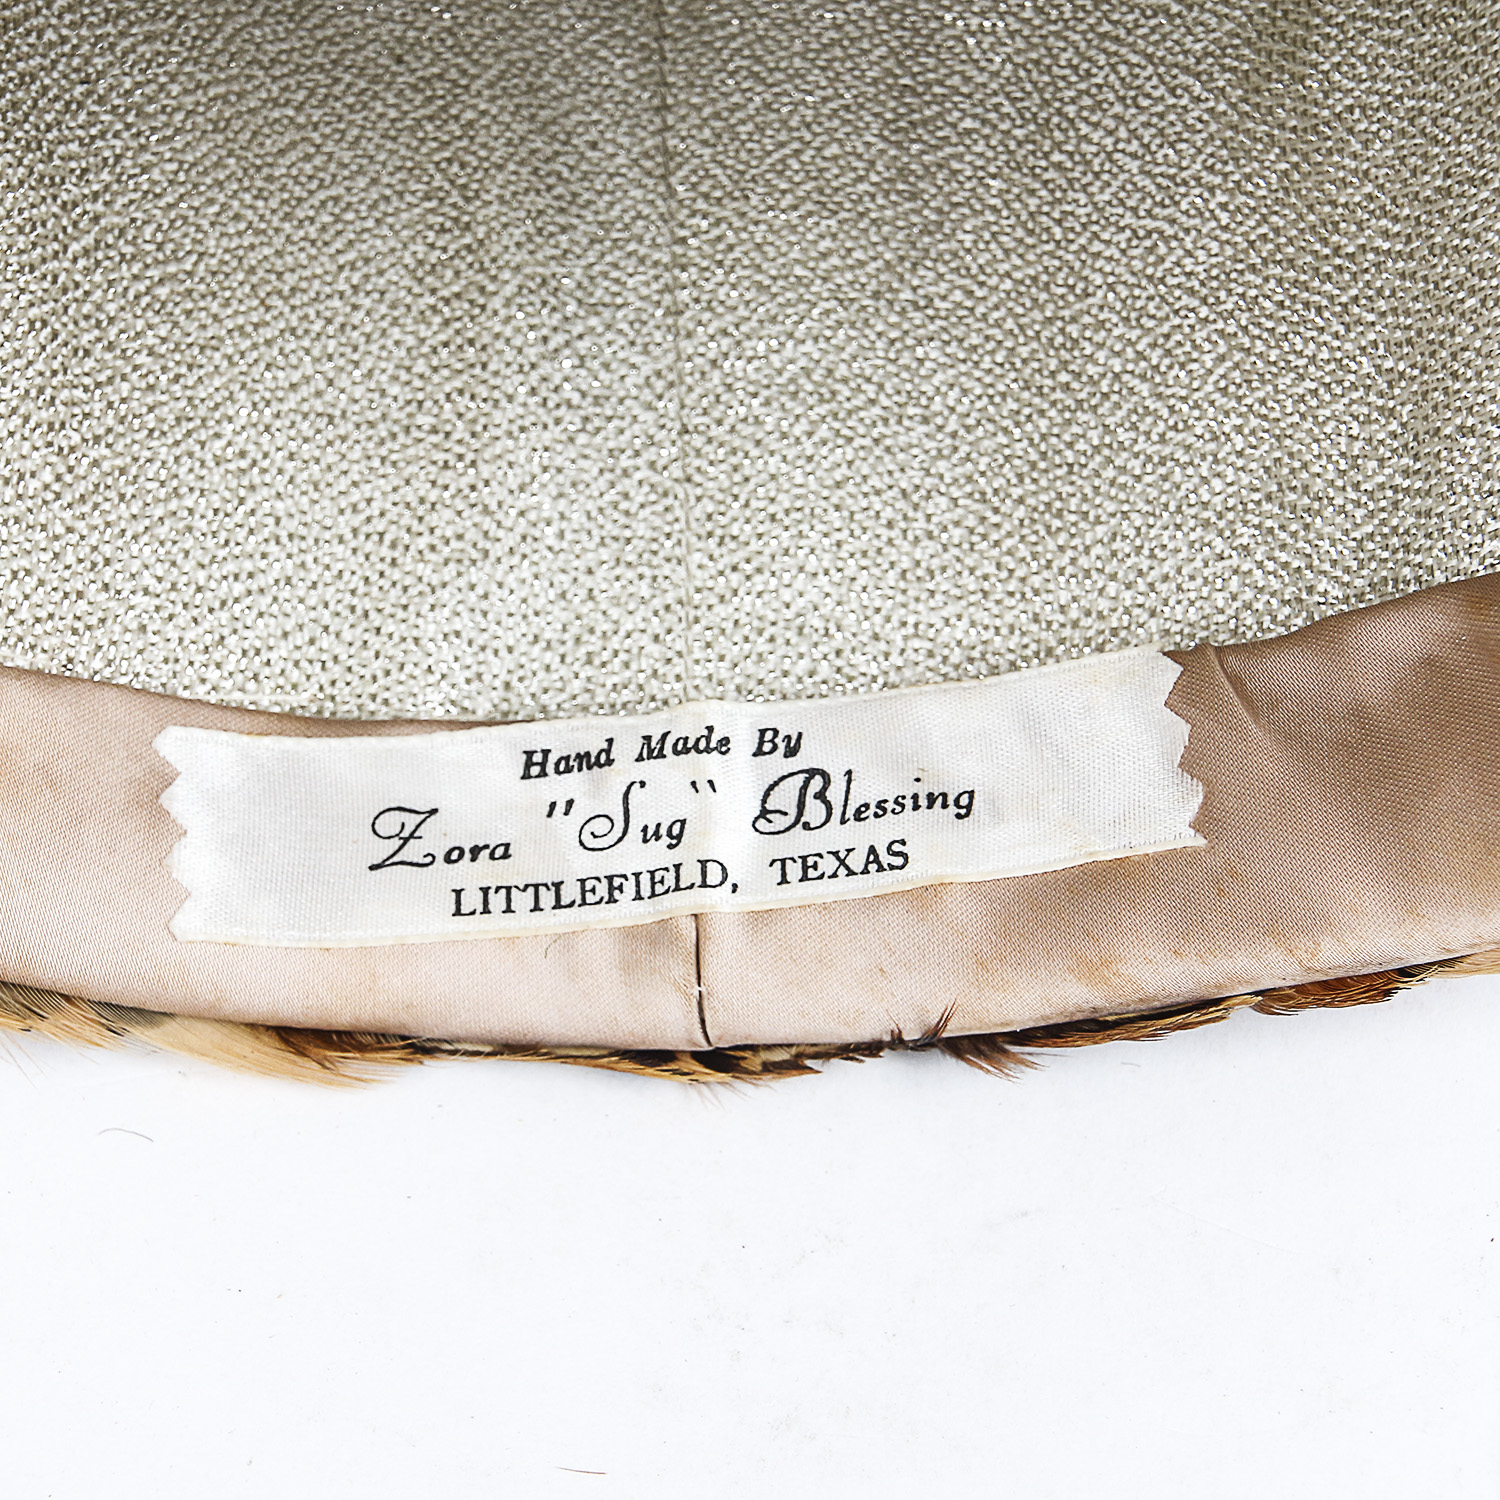 Hand Made By
Zora "Sug" Blessing
LITTLEFIELD, TEXAS